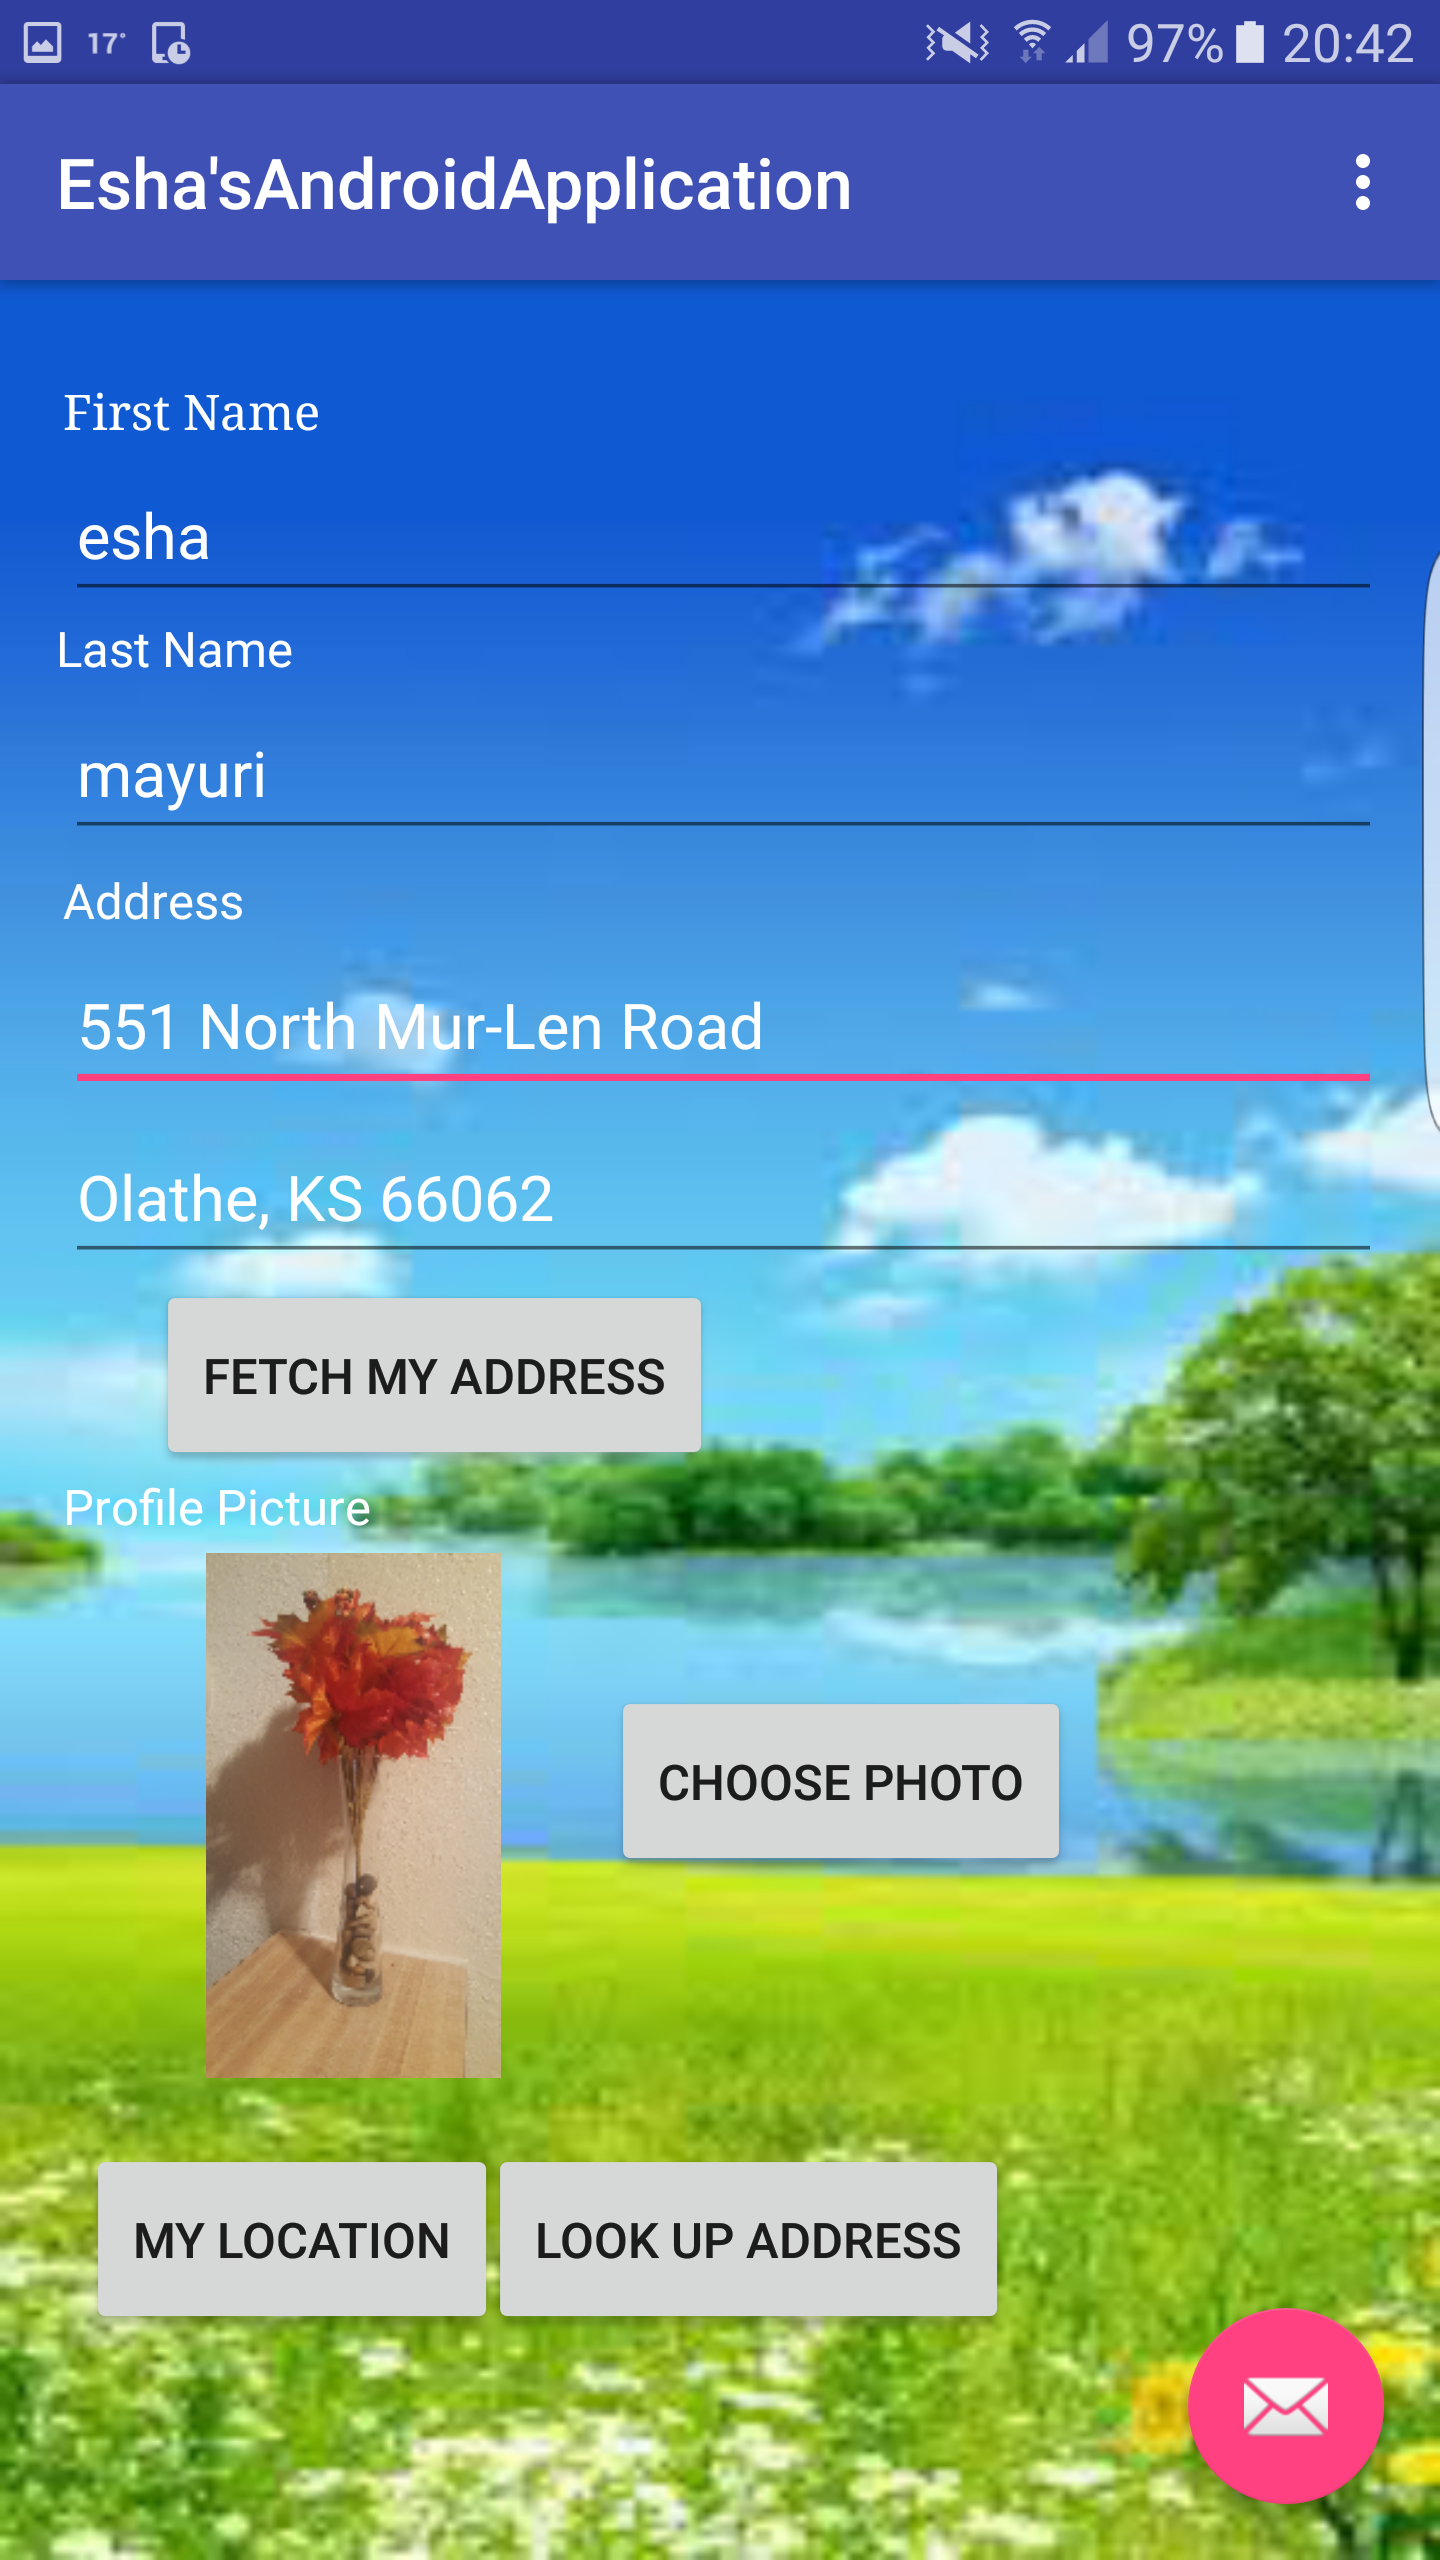 17°
97% 20:42
Esha'sAndroidApplication
First Name
esha
Last Name
mayuri
Address
551 North Mur-Len Road
Olathe, KS 66062
FETCH MY ADDRESS
Profile Picture
CHOOSE PHOTO
MY LOCATION
LOOK UP ADDRESS